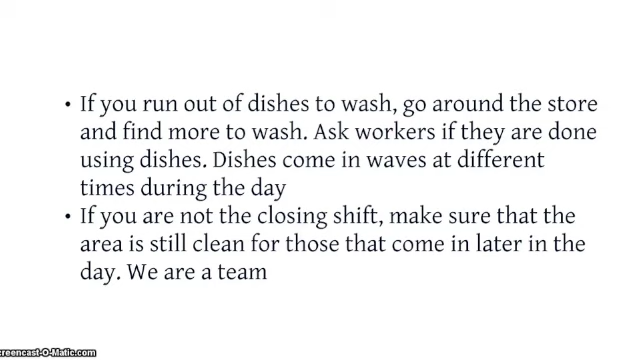 • If you run out of dishes to wash, go around the store
and find more to wash. Ask workers if they are done
using dishes. Dishes come in waves at different
times during the day
• If you are not the closing shift, make sure that the
area is still clean for those that come in later in the
day. We are a team
creencast-O-Matic.com